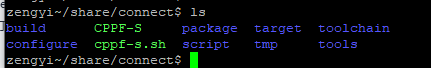 zengyi~/share/connect$ ls
build CPPF-S package target toolchain
configure cppf-s.sh script tmp tools
zengyi~/share/connect$